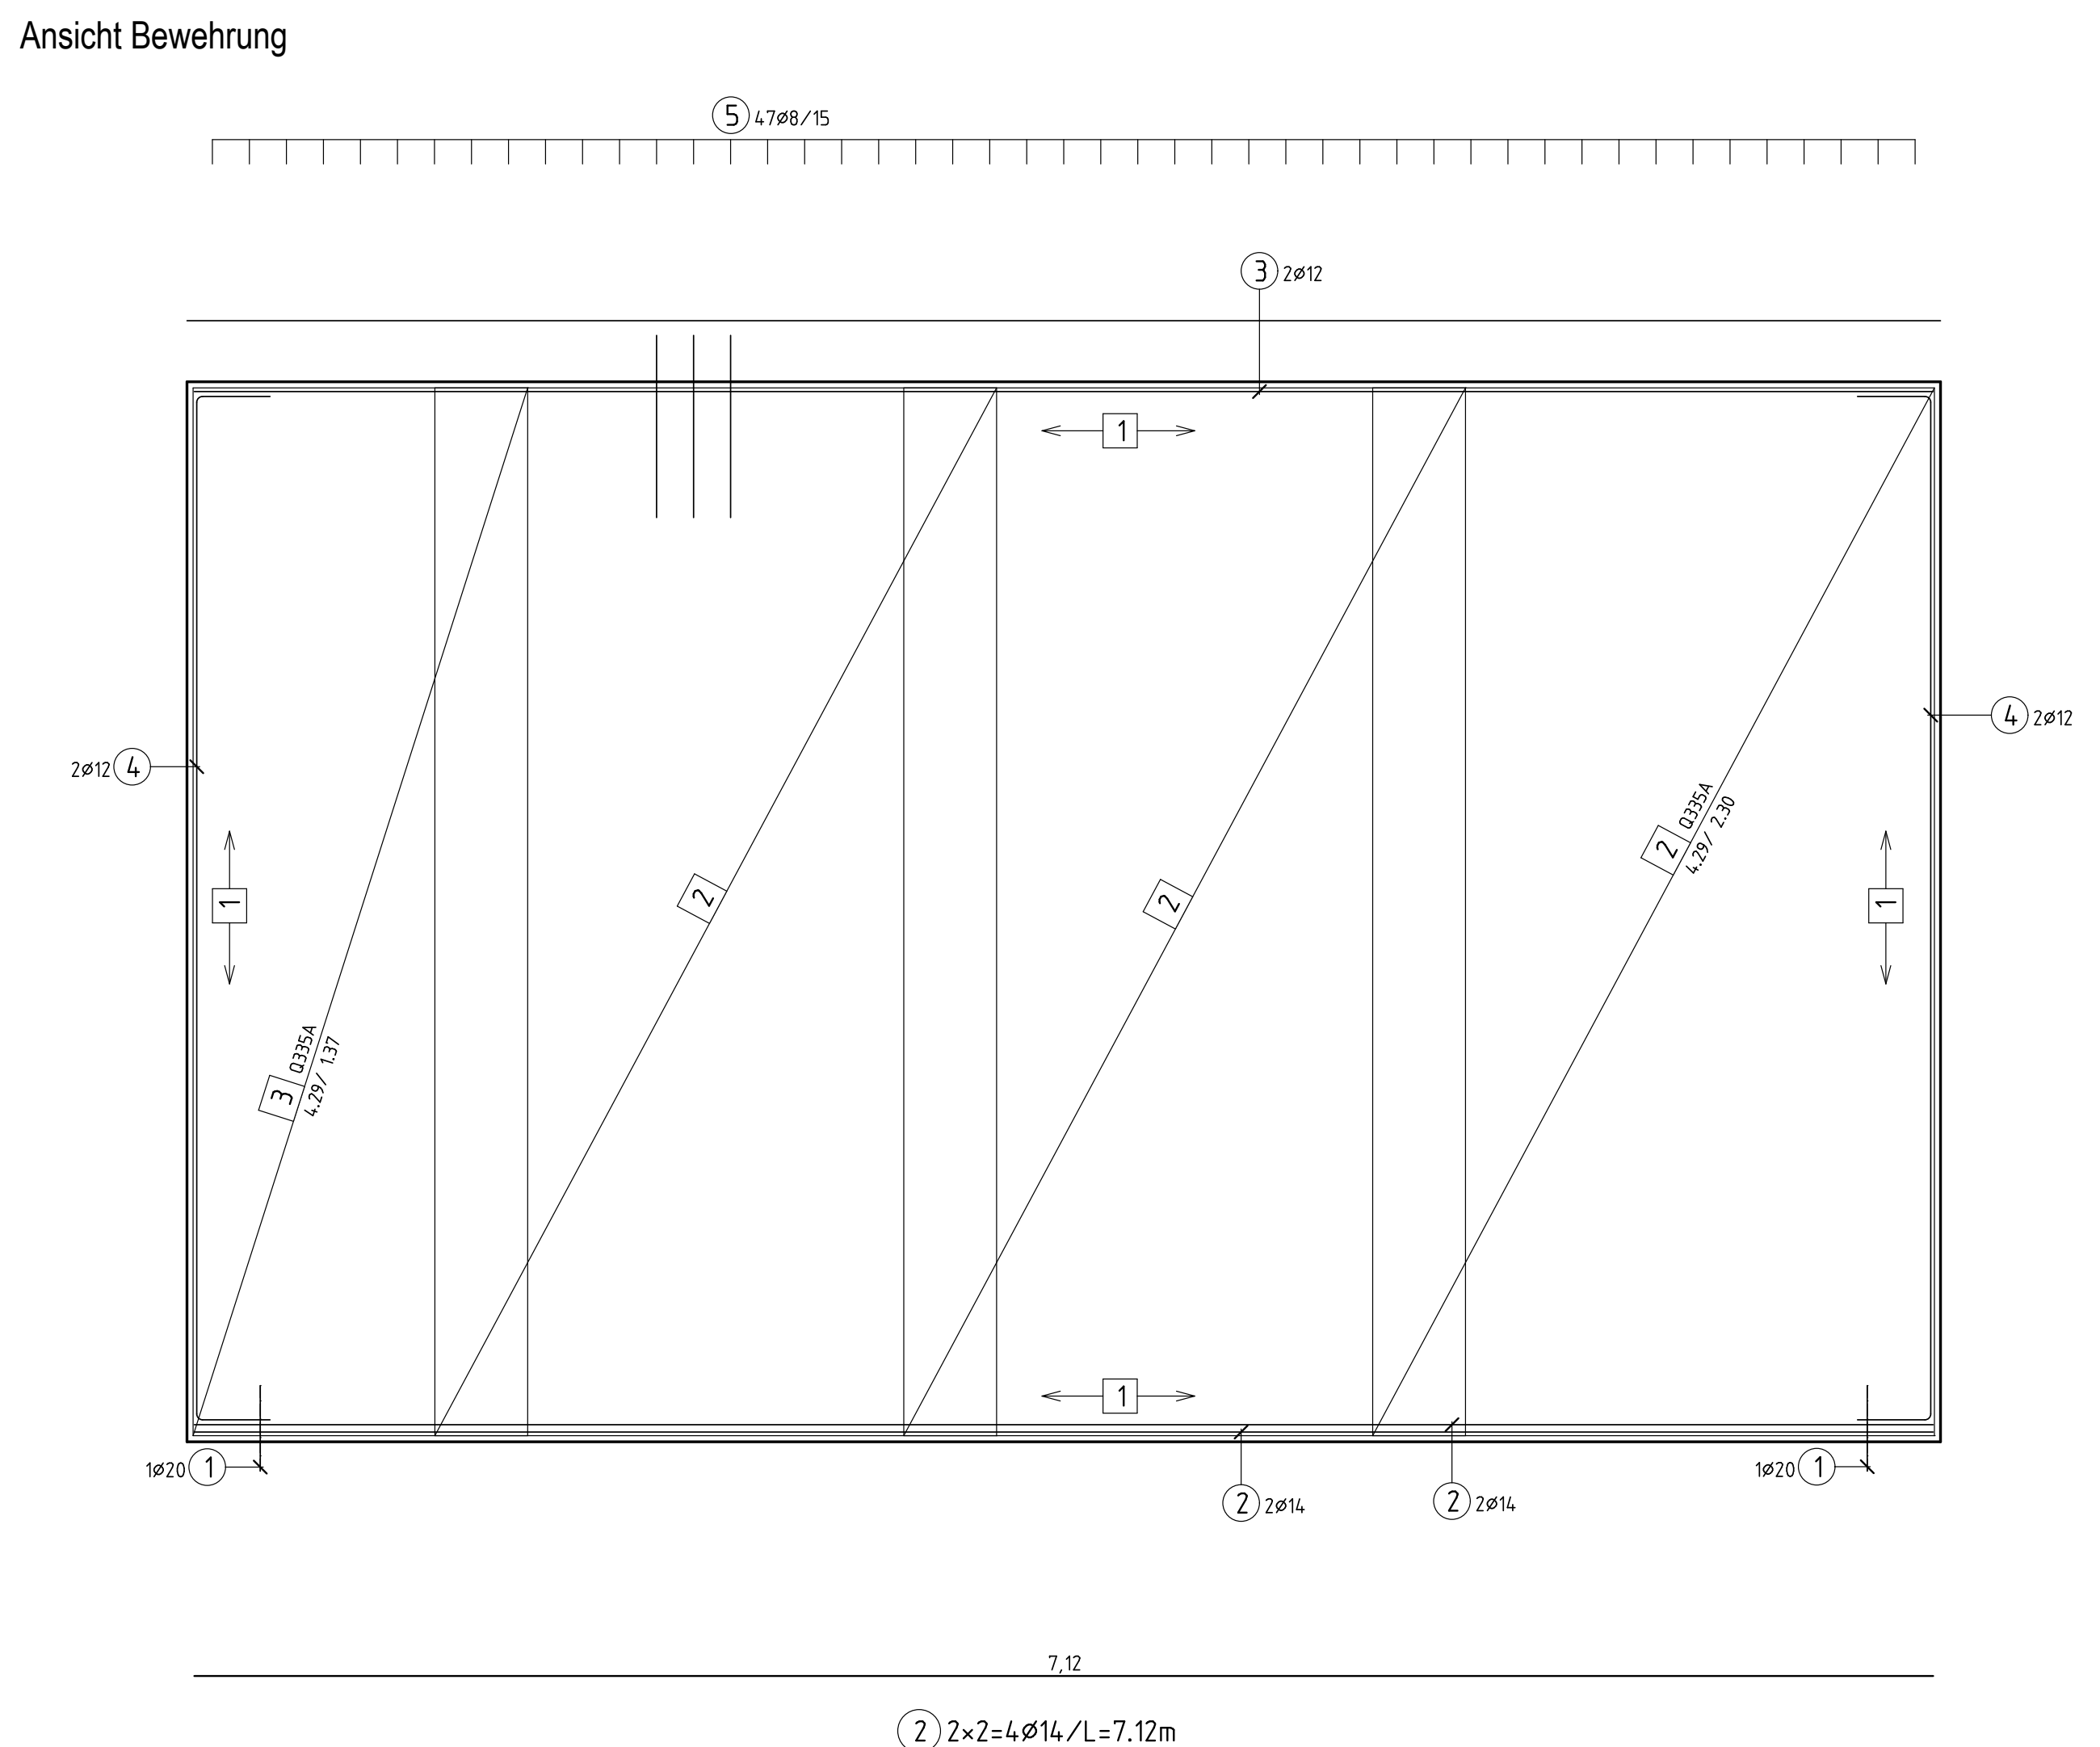 Ansicht Bewehrung
5 47ø8/15
3 2ø12
1
4 2ø12
2ø12 4
2 Q335A
4.29/ 2.30
2
2
1
1
3 Q335A
4.29/ 1.37
1
1ø20 1
1ø20 1
2 2ø14
2 2ø14
7,12
2 2×2=4ø14/L=7.12m